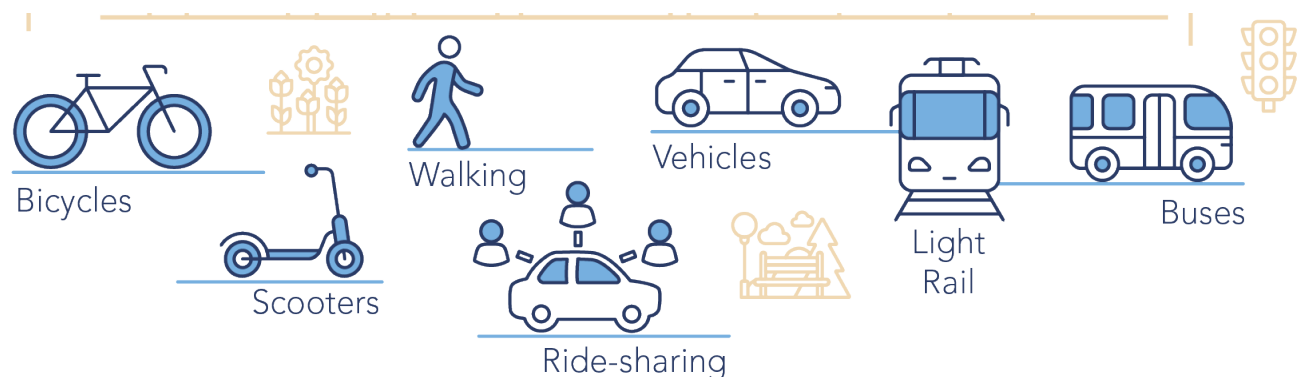 Bicycles
Scooters
Walking
Ride-sharing
Vehicles
Light
Rail
Buses